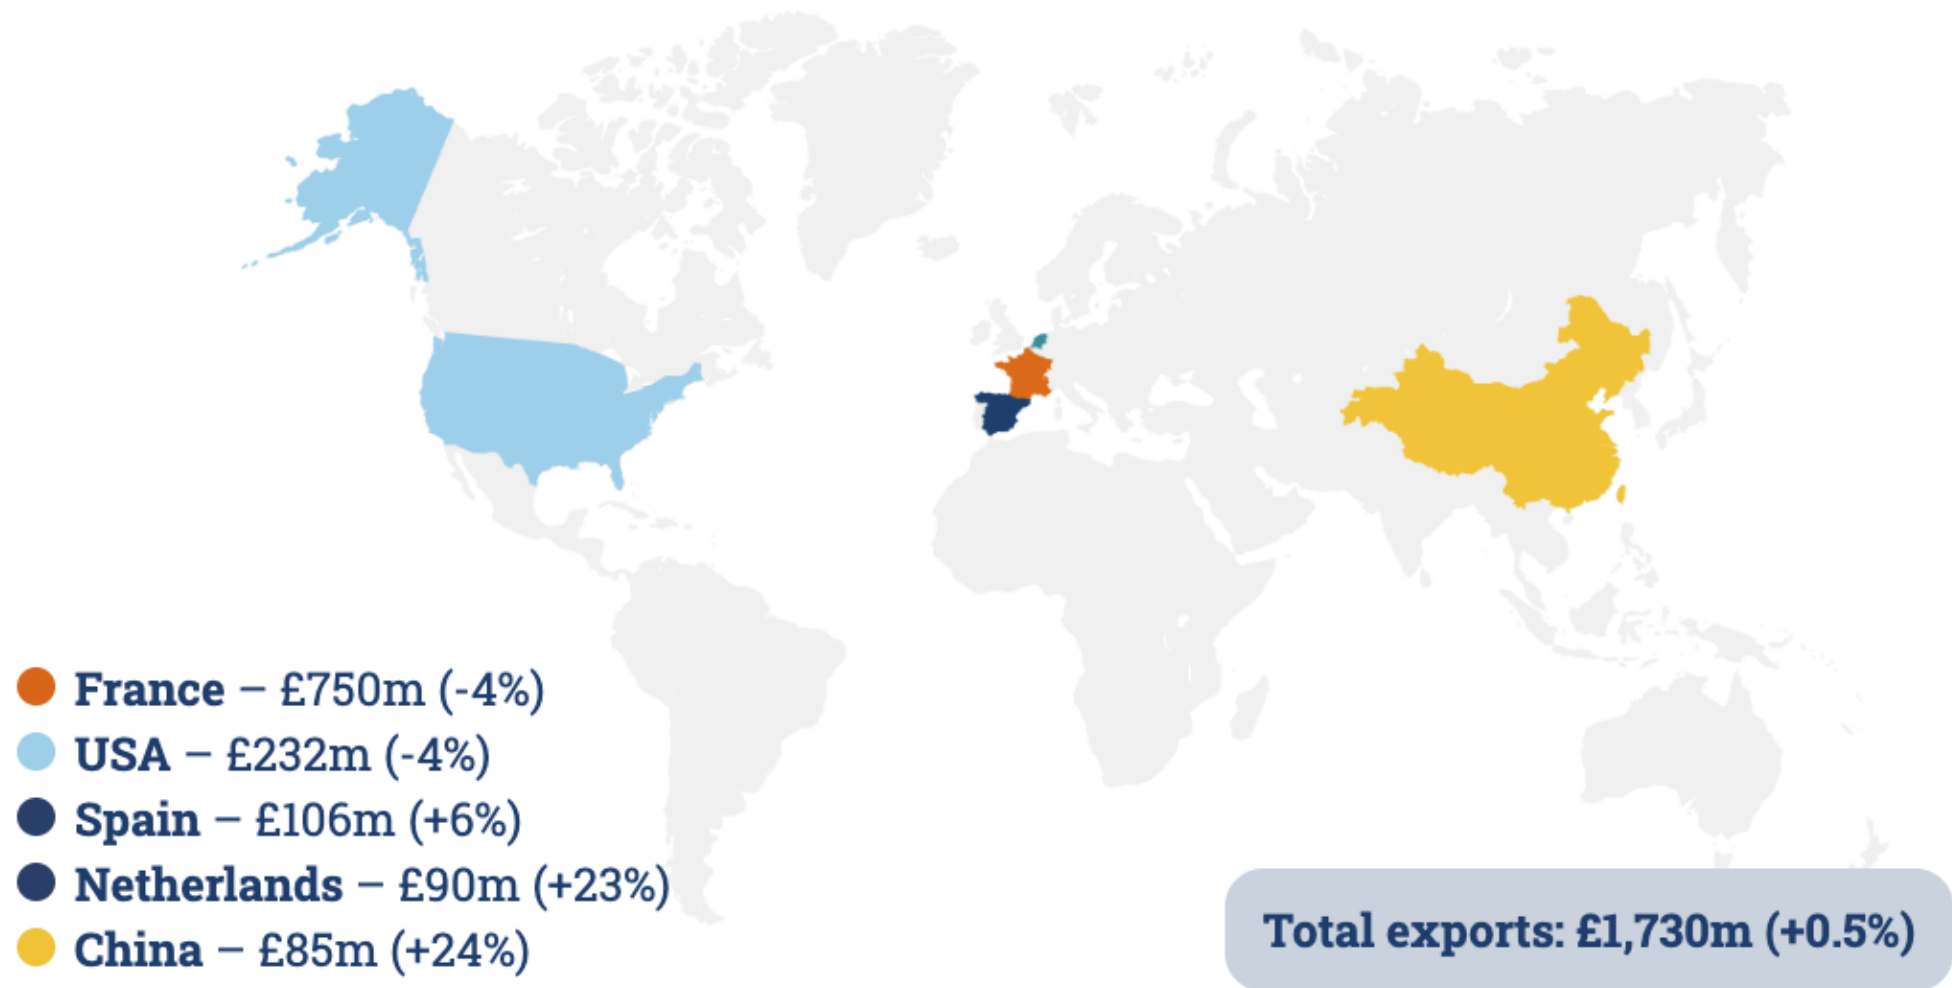 France – £750m (-4%)
USA – £232m (-4%)
Spain – £106m (+6%)
Netherlands – £90m (+23%)
China – £85m (+24%)
Total exports: £1,730m (+0.5%)